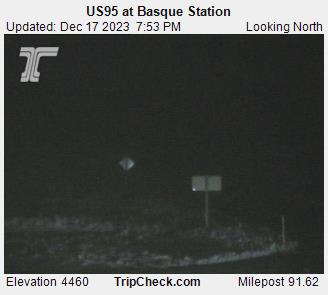 US95 at Basque Station
Updated: Dec 17 2023 7:53 PM Looking North
Elevation 4460 TripCheck.com Milepost 91.62